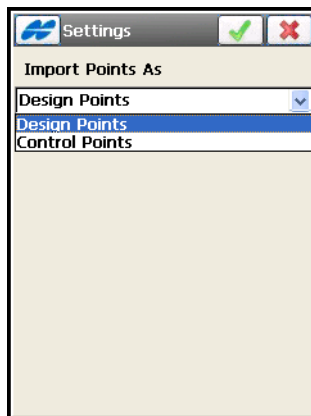 Settings
Import Points As
Design Points
Design Points
Control Points